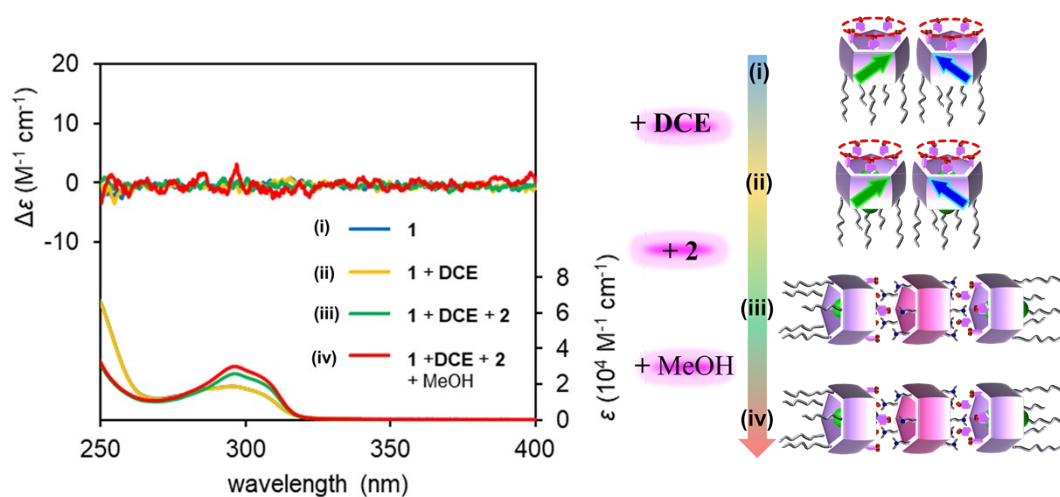 20
10
0
-10
Δε (M⁻¹ cm⁻¹)
(i) 1
(ii) 1 + DCE
(iii) 1 + DCE + 2
(iv) 1 +DCE + 2
+ MeOH
8
6
4
2
0
ε (10⁴ M⁻¹ cm⁻¹)
250 300 350 400
wavelength (nm)
+ DCE
+ 2
+ MeOH
(i)
(ii)
(iii)
(iv)